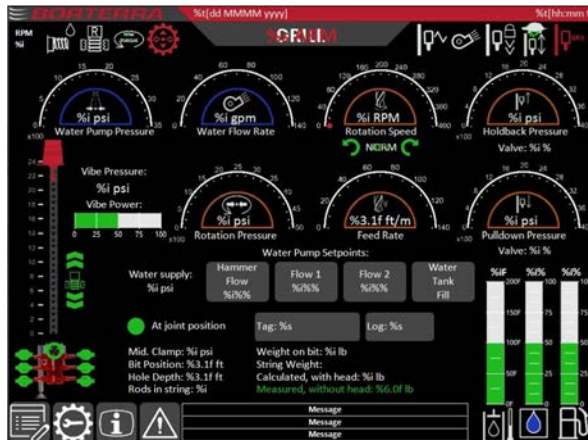 BORTERRA
%t[dd MMMM yyyy]
%t[hh:mm
RPM
%i
DRILL
%i psi
Water Pump Pressure
%i gpm
Water Flow Rate
%i RPM
Rotation Speed
NORM
%i psi
Holdback Pressure
Valve: %i %
Vibe Pressure:
%i psi
Vibe Power:
0 25 50 75 100
%i psi
Rotation Pressure
%3.1f ft/m
Feed Rate
%i psi
Pulldown Pressure
Valve: %i %
Water Pump Setpoints:
Water supply:
%i psi
Hammer
Flow
%i%%
Flow 1
%i%%
Flow 2
%i%%
Water
Tank
Fill
%iF
%i%
%i%
At joint position
Tag: %s
Log: %s
Mid. Clamp: %i psi
Bit Position: %3.1f ft
Hole Depth: %3.1f ft
Rods in string: %i
Weight on bit: %i lb
String Weight:
Calculated, with head: %i lb
Measured, without head: %6.0f lb
Message
Message
Message